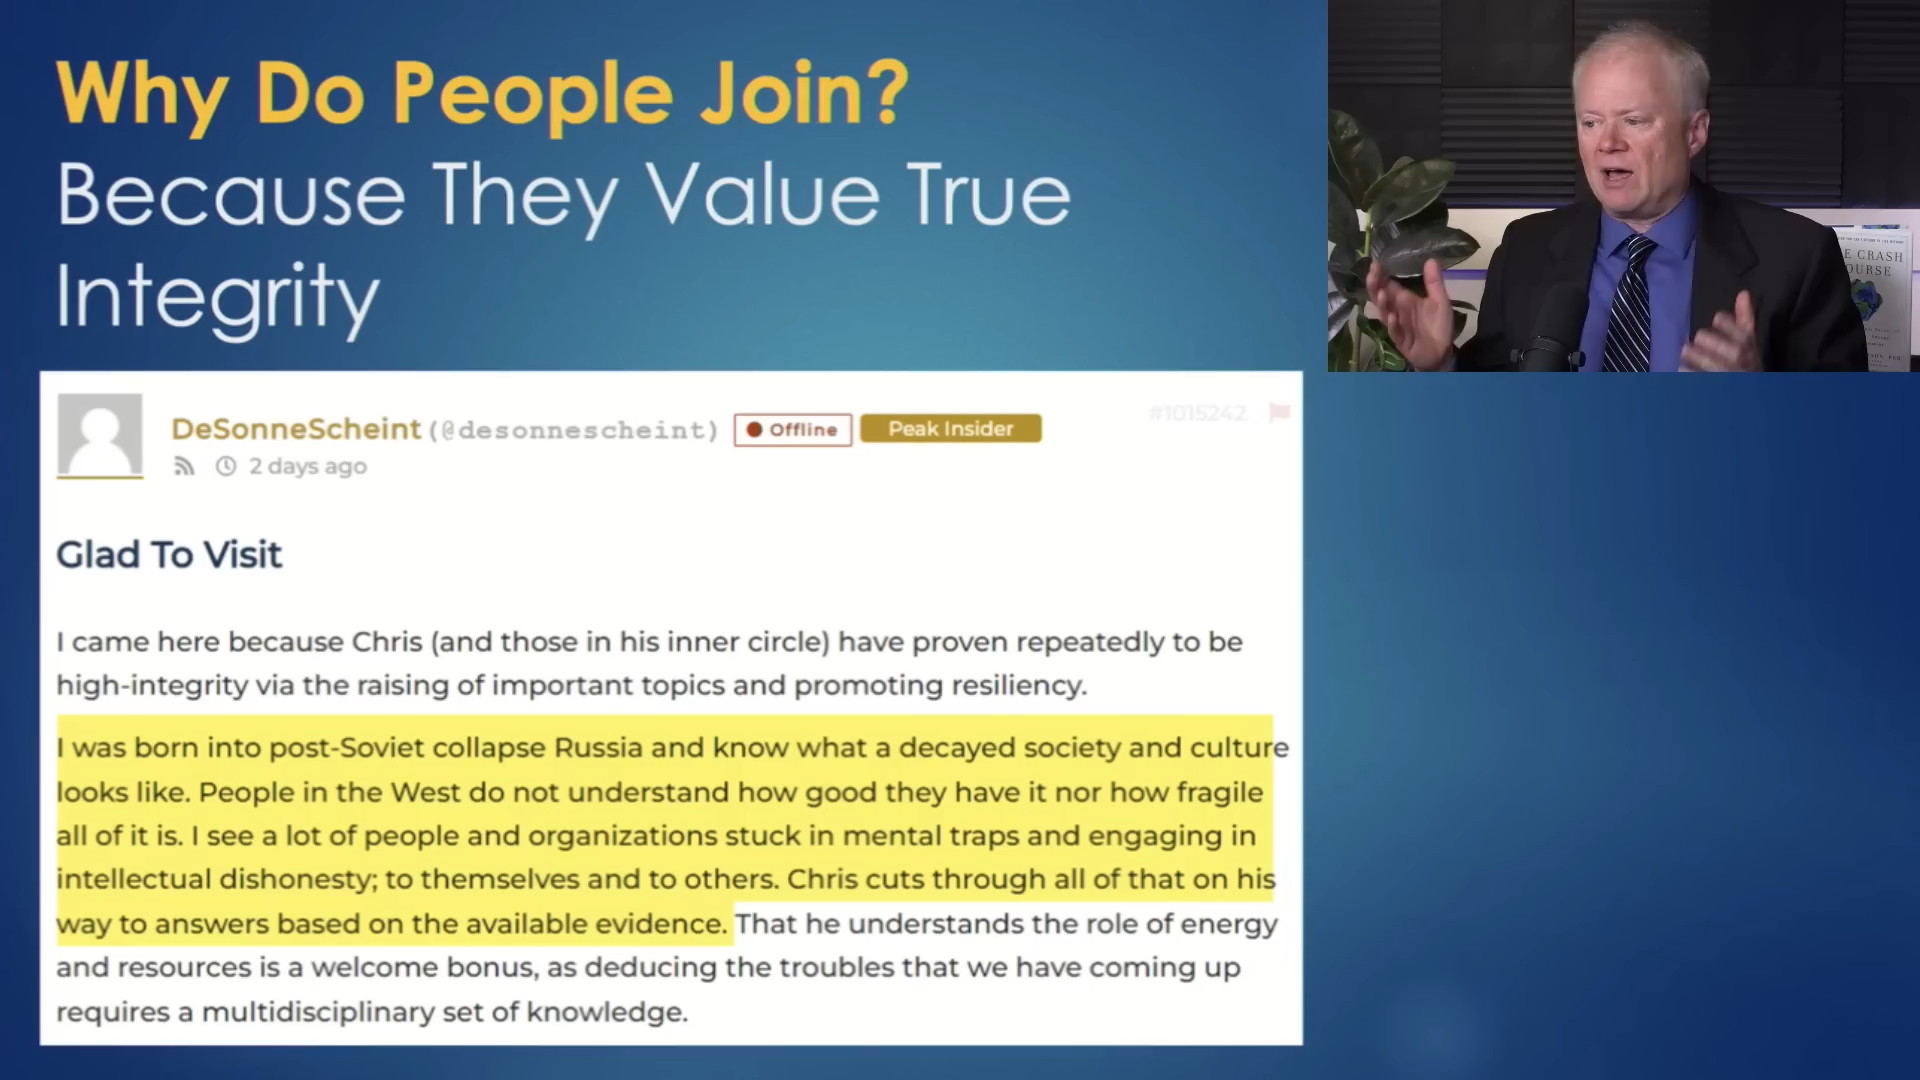 Why Do People Join?
Because They Value True
Integrity
DeSonneScheint (@desonnescheint) Offline Peak Insider #1015242
2 days ago
Glad To Visit
I came here because Chris (and those in his inner circle) have proven repeatedly to be
high-integrity via the raising of important topics and promoting resiliency.
I was born into post-Soviet collapse Russia and know what a decayed society and culture
looks like. People in the West do not understand how good they have it nor how fragile
all of it is. I see a lot of people and organizations stuck in mental traps and engaging in
intellectual dishonesty; to themselves and to others. Chris cuts through all of that on his
way to answers based on the available evidence. That he understands the role of energy
and resources is a welcome bonus, as deducing the troubles that we have coming up
requires a multidisciplinary set of knowledge.
E CRASH
OURSE